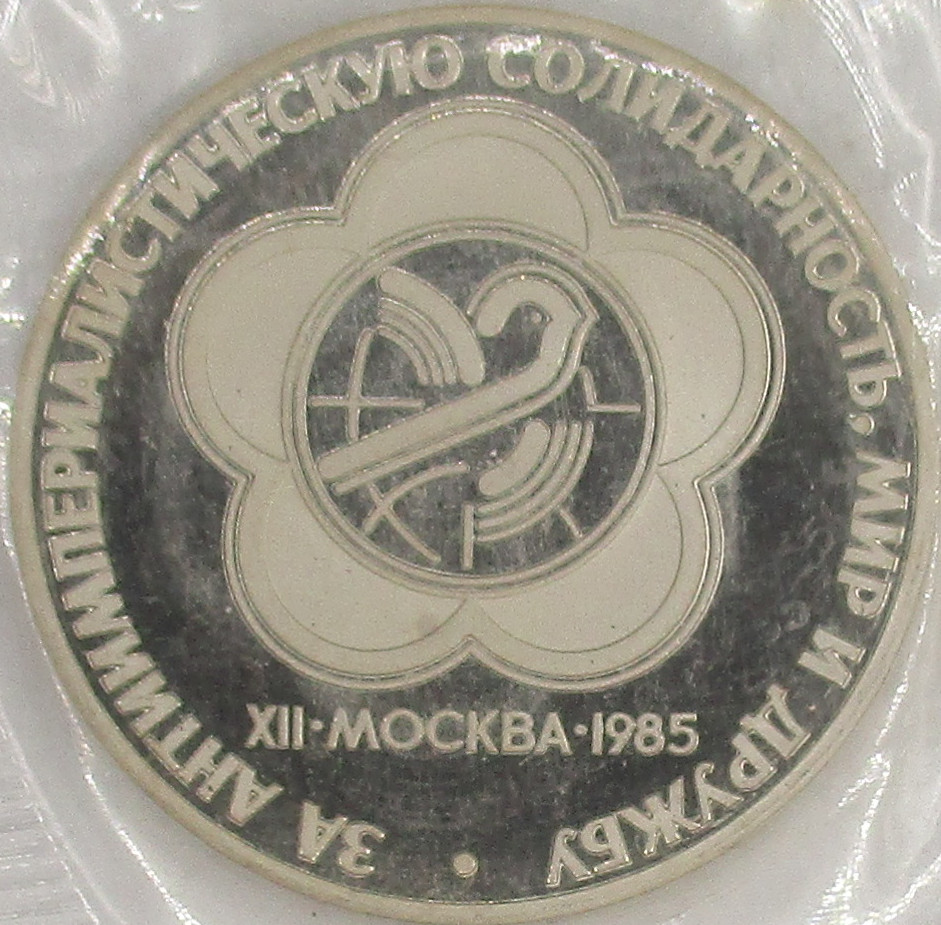 ЗА АНТИИМПЕРИАЛИСТИЧЕСКУЮ СОЛИДАРНОСТЬ, МИР И ДРУЖБУ
XII·МОСКВА·1985